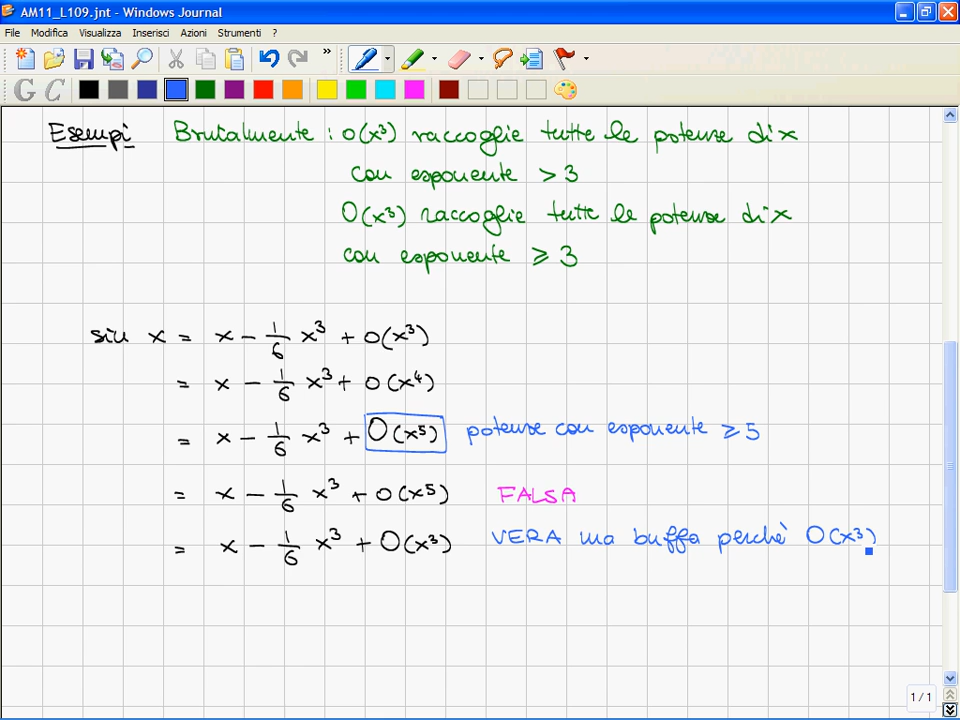 AM11_L109.jnt - Windows Journal
File Modifica Visualizza Inserisci Azioni Strumenti ?
Esempi Brutalmente : o(x³) raccoglie tutte le potenze di x
con esponente > 3
O(x³) raccoglie tutte le potenze di x
con esponente ≥ 3
sin x = x - 1/6 x³ + o(x³)
= x - 1/6 x³ + o(x⁴)
= x - 1/6 x³ + O(x⁵) potenze con esponente ≥ 5
= x - 1/6 x³ + o(x⁵) FALSA
= x - 1/6 x³ + O(x³) VERA ma buffa perchè O(x³)
1 / 1